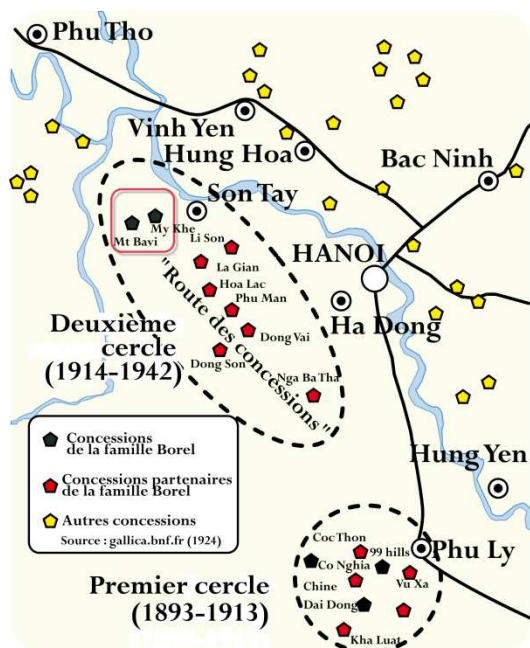 Phu Tho
Vinh Yen
Hung Hoa
Bac Ninh
Son Tay
My Khe
Mt Bavi
Li Son
La Gian
HANOI
Hoa Lac
Phu Man
Ha Dong
"Route des concessions"
Deuxième
cercle
(1914-1942)
Dong Vai
Dong Son
Nga Ba Tha
Concessions
de la famille Borel
Concessions partenaires
de la famille Borel
Autres concessions
Source : gallica.bnf.fr (1924)
Hung Yen
Phu Ly
Coc Thon
99 hills
Co Nghia
Vu Xa
Chine
Dai Dong
Kha Luat
Premier cercle
(1893-1913)